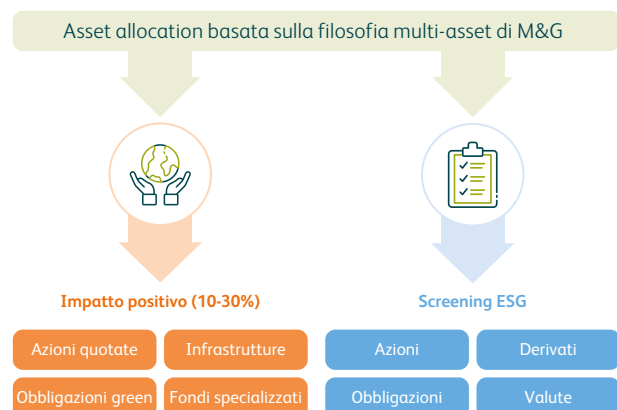 Asset allocation basata sulla filosofia multi-asset di M&G
Impatto positivo (10-30%)
Screening ESG
Azioni quotate
Infrastrutture
Azioni
Derivati
Obbligazioni green
Fondi specializzati
Obbligazioni
Valute